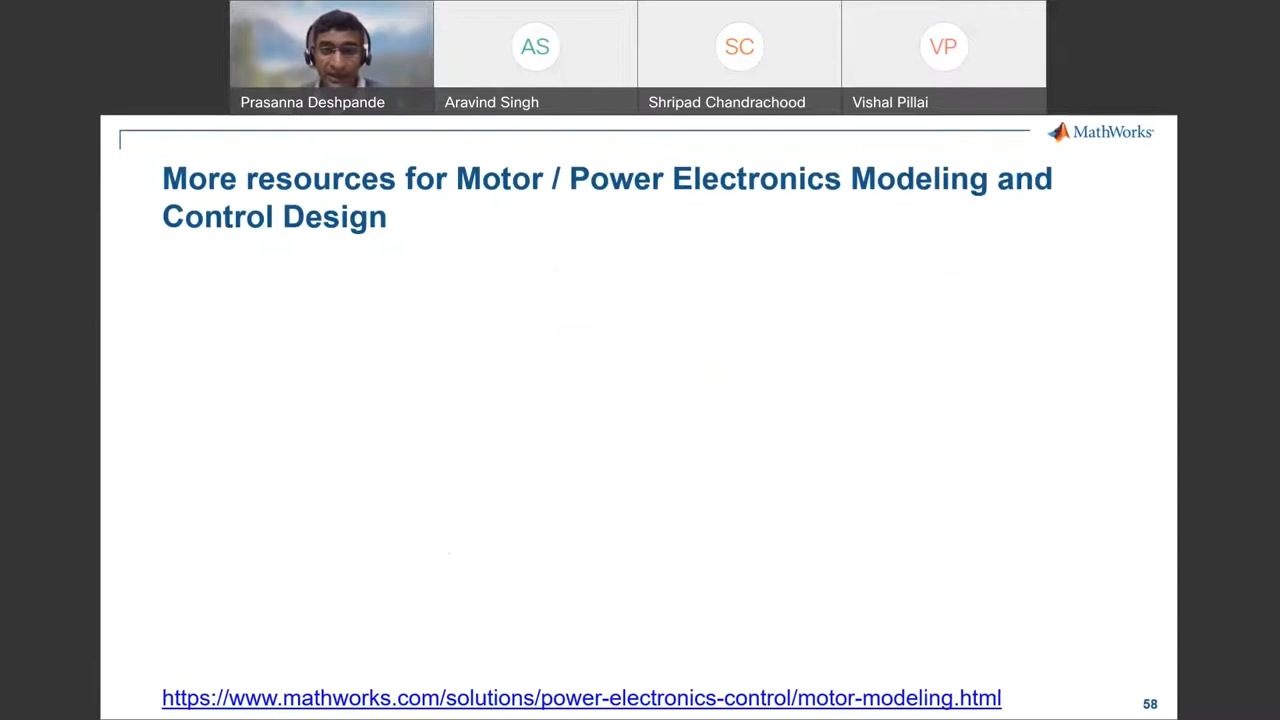 AS
SC
VP
Prasanna Deshpande
Aravind Singh
Shripad Chandrachood
Vishal Pillai
MathWorks
More resources for Motor / Power Electronics Modeling and
Control Design
https://www.mathworks.com/solutions/power-electronics-control/motor-modeling.html
58